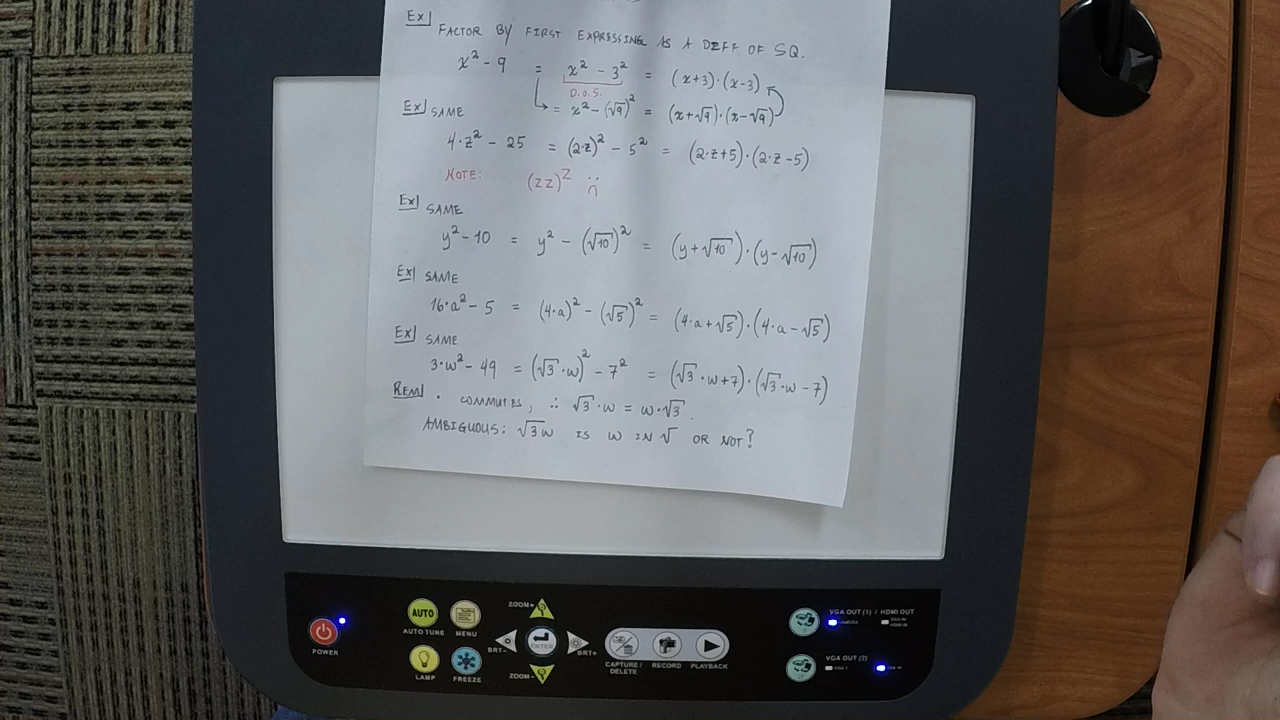 Ex] FACTOR BY FIRST EXPRESSING AS A DIFF OF SQ.
x² - 9 = x² - 3² = (x+3)·(x-3)
D.O.S.
= x² - (√9)² = (x+√9)·(x-√9)
Ex] SAME
4·z² - 25 = (2·z)² - 5² = (2·z+5)·(2·z-5)
NOTE: (zz)^z
Ex] SAME
y² - 10 = y² - (√10)² = (y+√10)·(y-√10)
Ex] SAME
16·a² - 5 = (4·a)² - (√5)² = (4·a+√5)·(4·a-√5)
Ex] SAME
3·w² - 49 = (√3·w)² - 7² = (√3·w+7)·(√3·w-7)
REM] · COMMUTES, ∴ √3·w = w·√3.
AMBIGUOUS: √3w IS w IN √ OR NOT?
POWER
AUTO
AUTO TUNE
MENU
LAMP
FREEZE
ZOOM+
BRT-
ENTER
BRT+
ZOOM-
CAPTURE / DELETE
RECORD
PLAYBACK
VGA OUT (1) / HDMI OUT
VGA OUT (2)